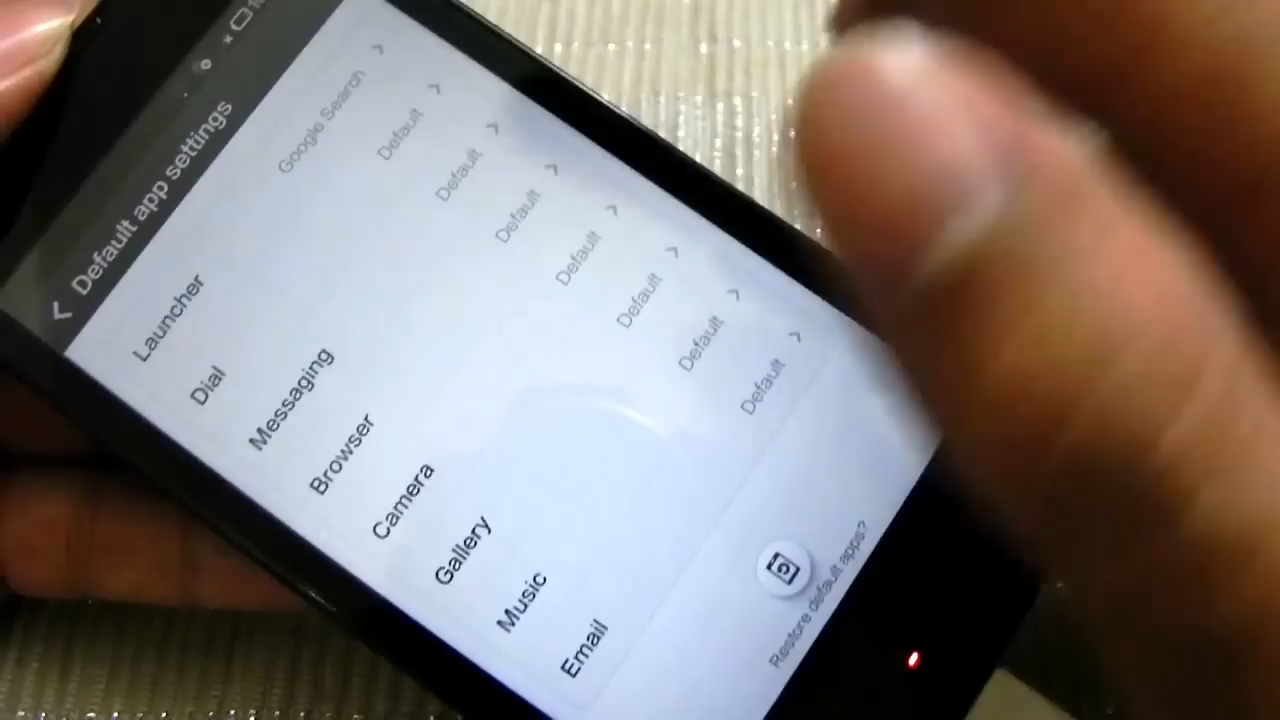 Default app settings
Launcher Google Search
Dial Default
Messaging Default
Browser Default
Camera Default
Gallery Default
Music Default
Email Default
Restore default apps?